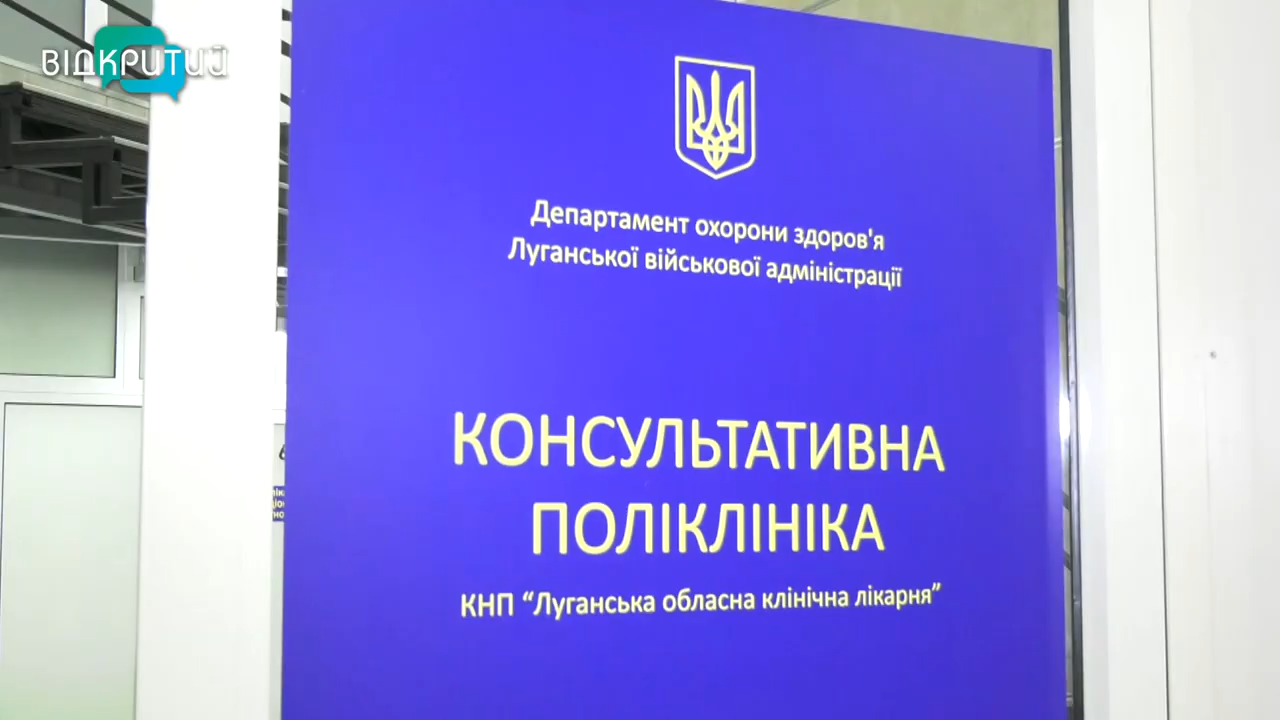 ВІДКРИТИЙ
Департамент охорони здоров'я
Луганської військової адміністрації
КОНСУЛЬТАТИВНА
ПОЛІКЛІНІКА
КНП “Луганська обласна клінічна лікарня”